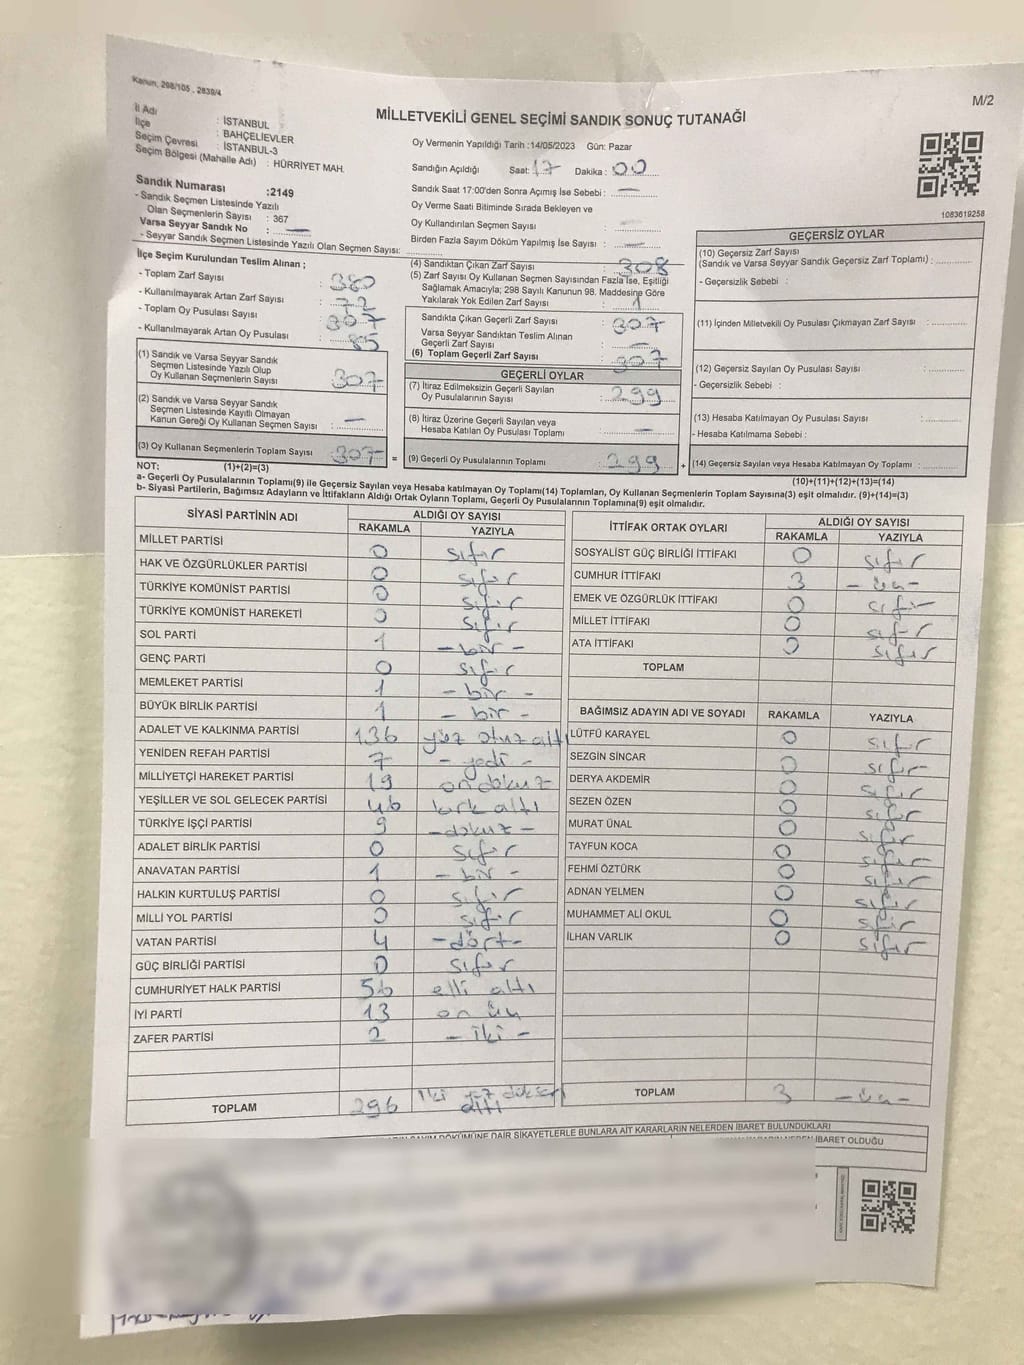 Kanun, 298/105 , 2839/4
M/2
MİLLETVEKİLİ GENEL SEÇİMİ SANDIK SONUÇ TUTANAĞI
İl Adı : İSTANBUL
İlçe : BAHÇELİEVLER
Seçim Çevresi : İSTANBUL-3
Seçim Bölgesi (Mahalle Adı) : HÜRRİYET MAH.
Sandık Numarası :2149
- Sandık Seçmen Listesinde Yazılı
Olan Seçmenlerin Sayısı : 367
Varsa Seyyar Sandık No : —
- Seyyar Sandık Seçmen Listesinde Yazılı Olan Seçmen Sayısı:
Oy Vermenin Yapıldığı Tarih :14/05/2023 Gün: Pazar
Sandığın Açıldığı Saat: 17 Dakika : 00
Sandık Saat 17:00'den Sonra Açımış İse Sebebi : —
Oy Verme Saati Bitiminde Sırada Bekleyen ve
Oy Kullandırılan Seçmen Sayısı : —
Birden Fazla Sayım Döküm Yapılmış İse Sayısı : —
1083619258
İlçe Seçim Kurulundan Teslim Alınan ;
- Toplam Zarf Sayısı : 380
- Kullanılmayarak Artan Zarf Sayısı : 72
- Toplam Oy Pusulası Sayısı : 307
- Kullanılmayarak Artan Oy Pusulası : 85
(1) Sandık ve Varsa Seyyar Sandık
Seçmen Listesinde Yazılı Olup
Oy Kullanan Seçmenlerin Sayısı : 307
(2) Sandık ve Varsa Seyyar Sandık
Seçmen Listesinde Kayıtlı Olmayan
Kanun Gereği Oy Kullanan Seçmen Sayısı : —
(3) Oy Kullanan Seçmenlerin Toplam Sayısı : 307 =
(4) Sandıktan Çıkan Zarf Sayısı : 308
(5) Zarf Sayısı Oy Kullanan Seçmen Sayısından Fazla İse, Eşitliği
Sağlamak Amacıyla; 298 Sayılı Kanunun 98. Maddesine Göre
Yakılarak Yok Edilen Zarf Sayısı : 1
Sandıkta Çıkan Geçerli Zarf Sayısı : 307
Varsa Seyyar Sandıktan Teslim Alınan
Geçerli Zarf Sayısı : —
(6) Toplam Geçerli Zarf Sayısı : 307
GEÇERLİ OYLAR
(7) İtiraz Edilmeksizin Geçerli Sayılan
Oy Pusulalarının Sayısı : 299
(8) İtiraz Üzerine Geçerli Sayılan veya
Hesaba Katılan Oy Pusulası Toplamı : —
(9) Geçerli Oy Pusulalarının Toplamı : 299 +
GEÇERSİZ OYLAR
(10) Geçersiz Zarf Sayısı
(Sandık ve Varsa Seyyar Sandık Geçersiz Zarf Toplamı) :
- Geçersizlik Sebebi :
(11) İçinden Milletvekili Oy Pusulası Çıkmayan Zarf Sayısı :
(12) Geçersiz Sayılan Oy Pusulası Sayısı :
- Geçersizlik Sebebi :
(13) Hesaba Katılmayan Oy Pusulası Sayısı :
- Hesaba Katılmama Sebebi :
(14) Geçersiz Sayılan veya Hesaba Katılmayan Oy Toplamı :
NOT: (1)+(2)=(3)
(10)+(11)+(12)+(13)=(14)
a- Geçerli Oy Pusulalarının Toplamı(9) ile Geçersiz Sayılan veya Hesaba katılmayan Oy Toplamı(14) Toplamları, Oy Kullanan Seçmenlerin Toplam Sayısına(3) eşit olmalıdır. (9)+(14)=(3)
b- Siyasi Partilerin, Bağımsız Adayların ve İttifakların Aldığı Ortak Oyların Toplamı, Geçerli Oy Pusulalarının Toplamına(9) eşit olmalıdır.
SİYASİ PARTİNİN ADI ALDIĞI OY SAYISI
RAKAMLA YAZIYLA
MİLLET PARTİSİ 0 sıfır
HAK VE ÖZGÜRLÜKLER PARTİSİ 0 sıfır
TÜRKİYE KOMÜNİST PARTİSİ 0 sıfır
TÜRKİYE KOMÜNİST HAREKETİ 0 sıfır
SOL PARTİ 1 - bir -
GENÇ PARTİ 0 sıfır
MEMLEKET PARTİSİ 1 - bir -
BÜYÜK BİRLİK PARTİSİ 1 - bir -
ADALET VE KALKINMA PARTİSİ 136 yüz otuz altı
YENİDEN REFAH PARTİSİ 7 - yedi -
MİLLİYETÇİ HAREKET PARTİSİ 19 on dokuz
YEŞİLLER VE SOL GELECEK PARTİSİ 46 kırk altı
TÜRKİYE İŞÇİ PARTİSİ 9 - dokuz -
ADALET BİRLİK PARTİSİ 0 sıfır
ANAVATAN PARTİSİ 1 - bir -
HALKIN KURTULUŞ PARTİSİ 0 sıfır
MİLLİ YOL PARTİSİ 0 sıfır
VATAN PARTİSİ 4 - dört -
GÜÇ BİRLİĞİ PARTİSİ 0 sıfır
CUMHURİYET HALK PARTİSİ 56 elli altı
İYİ PARTİ 13 on üç
ZAFER PARTİSİ 2 - iki -
TOPLAM 296 iki yüz doksan altı
İTTİFAK ORTAK OYLARI ALDIĞI OY SAYISI
RAKAMLA YAZIYLA
SOSYALİST GÜÇ BİRLİĞİ İTTİFAKI 0 sıfır
CUMHUR İTTİFAKI 3 - üç -
EMEK VE ÖZGÜRLÜK İTTİFAKI 0 sıfır
MİLLET İTTİFAKI 0 sıfır
ATA İTTİFAKI 0 sıfır
TOPLAM
BAĞIMSIZ ADAYIN ADI VE SOYADI RAKAMLA YAZIYLA
LÜTFÜ KARAYEL 0 sıfır
SEZGİN SİNCAR 0 sıfır
DERYA AKDEMİR 0 sıfır
SEZEN ÖZEN 0 sıfır
MURAT ÜNAL 0 sıfır
TAYFUN KOCA 0 sıfır
FEHMİ ÖZTÜRK 0 sıfır
ADNAN YELMEN 0 sıfır
MUHAMMET ALİ OKUL 0 sıfır
İLHAN VARLIK 0 sıfır
TOPLAM 3 - üç -
DÖKÜMÜNE DAİR ŞİKAYETLERLE BUNLARA AİT KARARLARIN NELERDEN İBARET BULUNDUKLARI
İBARET OLDUĞU